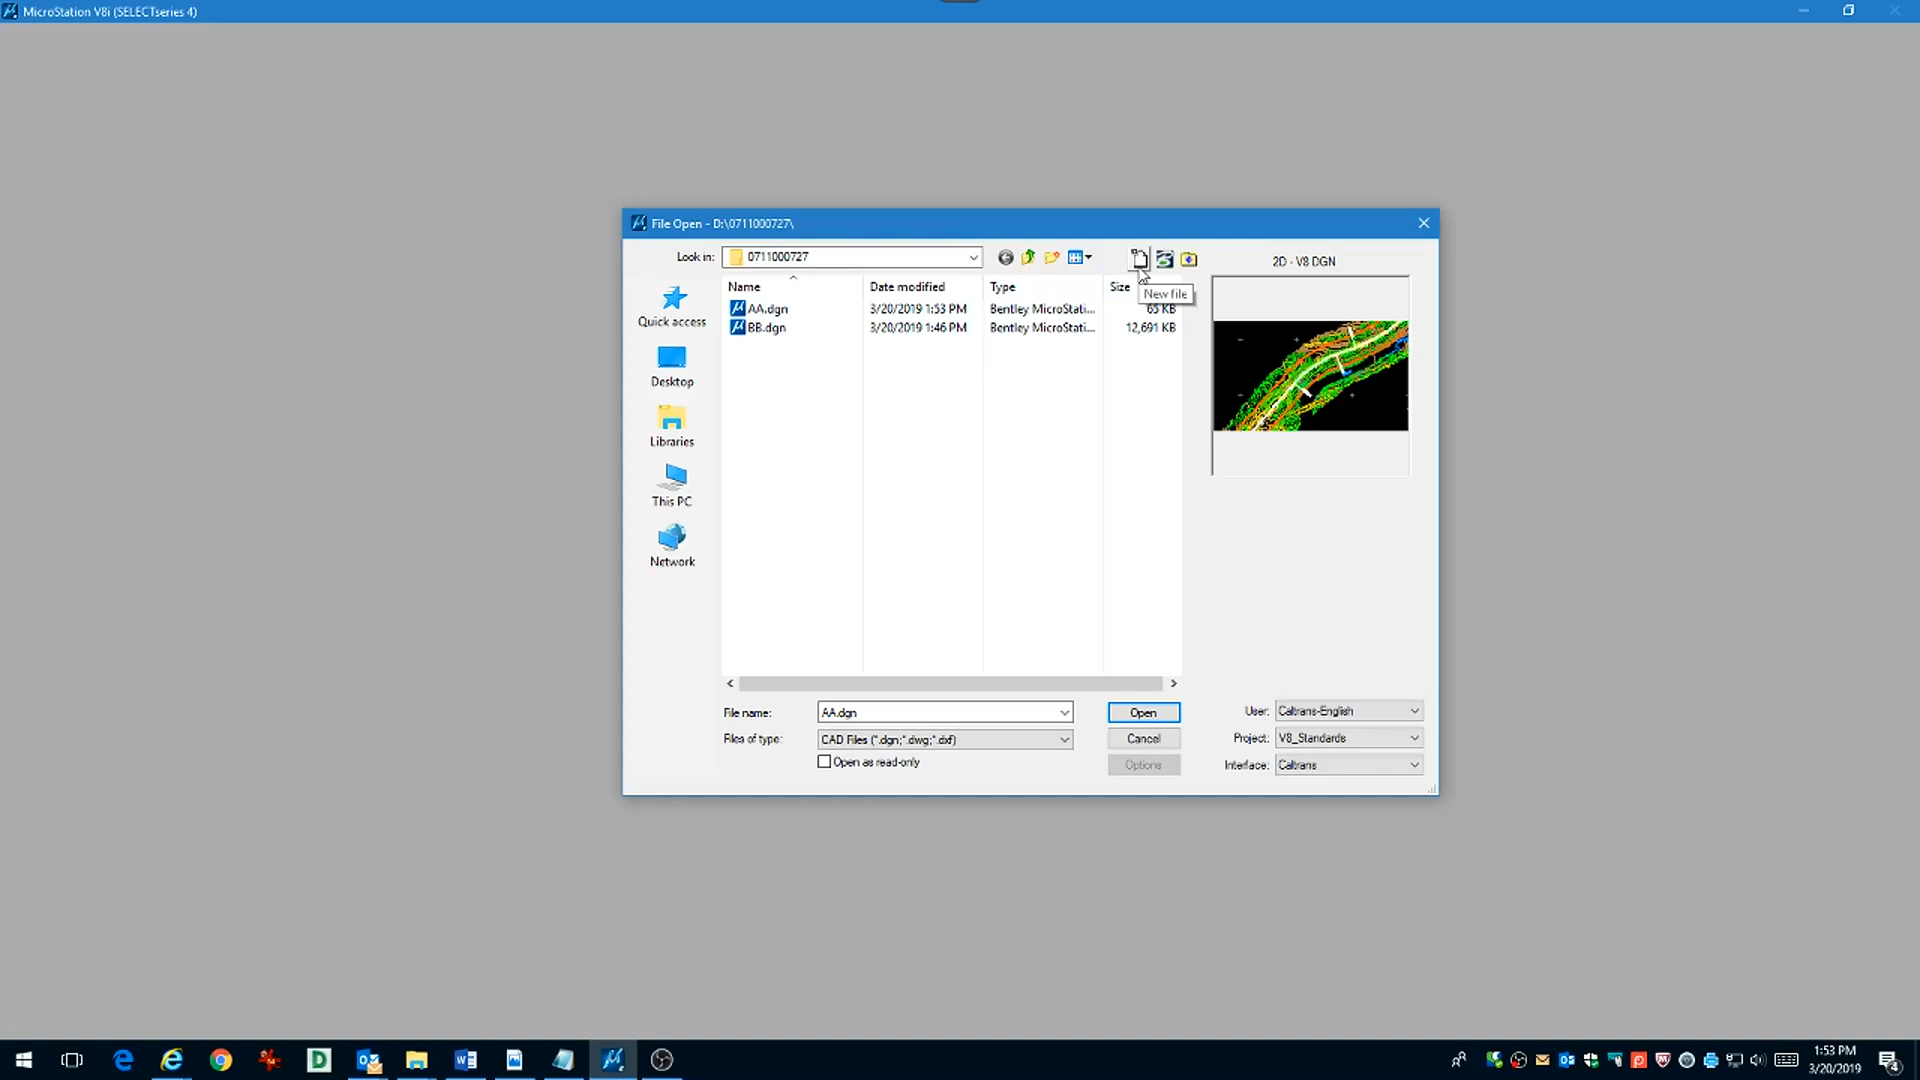 MicroStation V8i (SELECTseries 4)
File Open - D:\0711000727\
Look in: 0711000727
2D - V8 DGN
Name Date modified Type Size
New file
AA.dgn 3/20/2019 1:53 PM Bentley MicroStati... 65 KB
BB.dgn 3/20/2019 1:46 PM Bentley MicroStati... 12,691 KB
Quick access
Desktop
Libraries
This PC
Network
File name: AA.dgn Open
Files of type: CAD Files (*.dgn;*.dwg;*.dxf) Cancel
Open as read-only Options
User: Caltrans-English
Project: V8_Standards
Interface: Caltrans
1:53 PM
3/20/2019
4